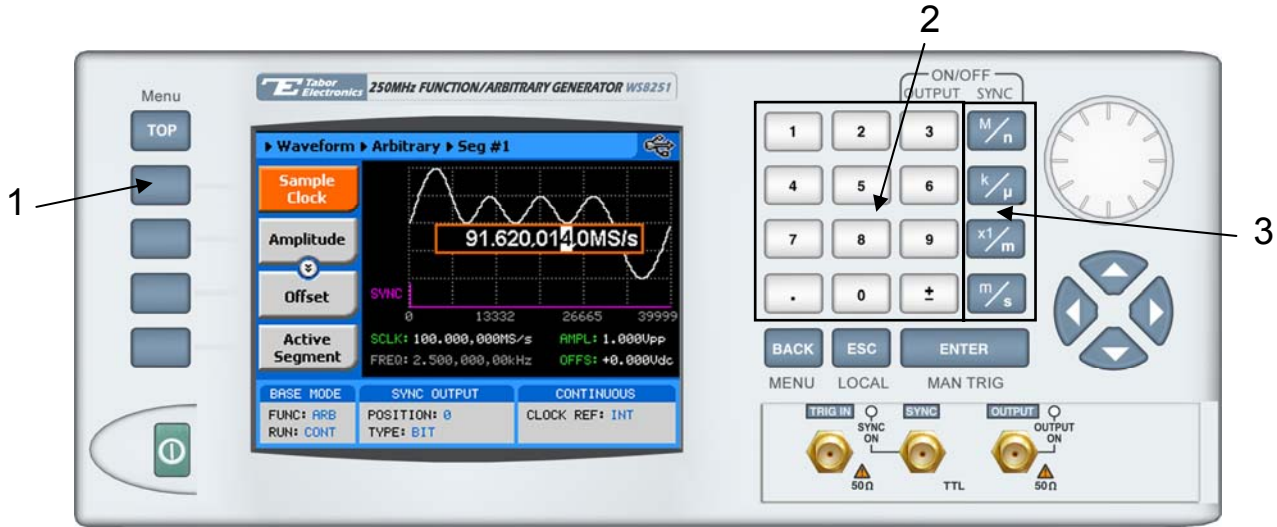 2
1
3
Menu
TOP
Tabor Electronics 250MHz FUNCTION/ARBITRARY GENERATOR WS8251
Waveform Arbitrary Seg #1
Sample Clock
Amplitude
Offset
Active Segment
91.620,014,0MS/s
SYNC
0 13332 26665 39999
SCLK: 100.000,000MS/s AMPL: 1.000Vpp
FREQ: 2.500,000,00kHz OFFS: +0.000Vdc
BASE MODE SYNC OUTPUT CONTINUOUS
FUNC: ARB POSITION: 0 CLOCK REF: INT
RUN: CONT TYPE: BIT
ON/OFF
OUTPUT SYNC
1 2 3 M/n
4 5 6 k/µ
7 8 9 x1/m
. 0 ± m/s
BACK ESC ENTER
MENU LOCAL MAN TRIG
TRIG IN SYNC OUTPUT
SYNC ON
OUTPUT ON
50Ω TTL 50Ω